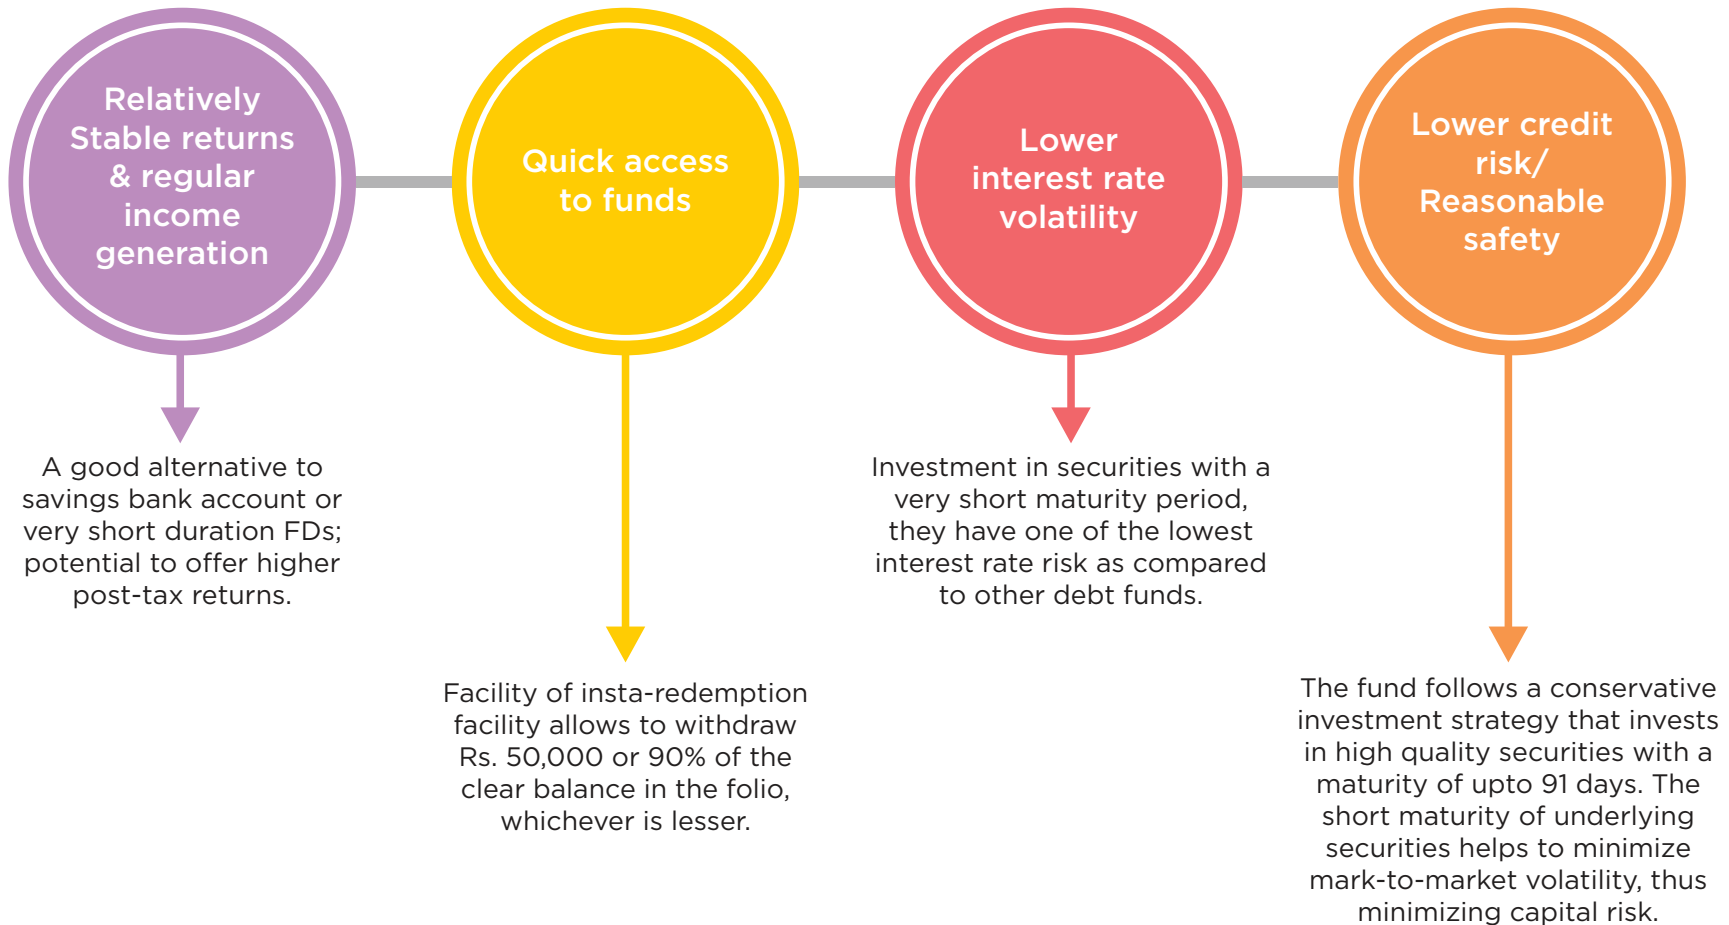 Relatively
Stable returns
& regular
income
generation
Quick access
to funds
Lower
interest rate
volatility
Lower credit
risk/
Reasonable
safety
A good alternative to
savings bank account or
very short duration FDs;
potential to offer higher
post-tax returns.
Facility of insta-redemption
facility allows to withdraw
Rs. 50,000 or 90% of the
clear balance in the folio,
whichever is lesser.
Investment in securities with a
very short maturity period,
they have one of the lowest
interest rate risk as compared
to other debt funds.
The fund follows a conservative
investment strategy that invests
in high quality securities with a
maturity of upto 91 days. The
short maturity of underlying
securities helps to minimize
mark-to-market volatility, thus
minimizing capital risk.